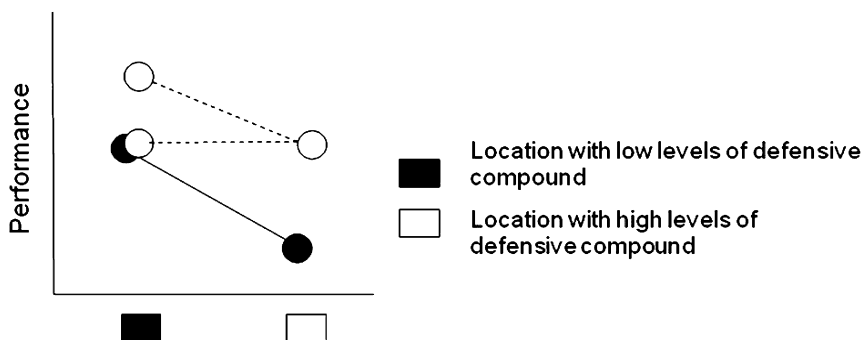 Performance
Location with low levels of defensive
compound
Location with high levels of
defensive compound